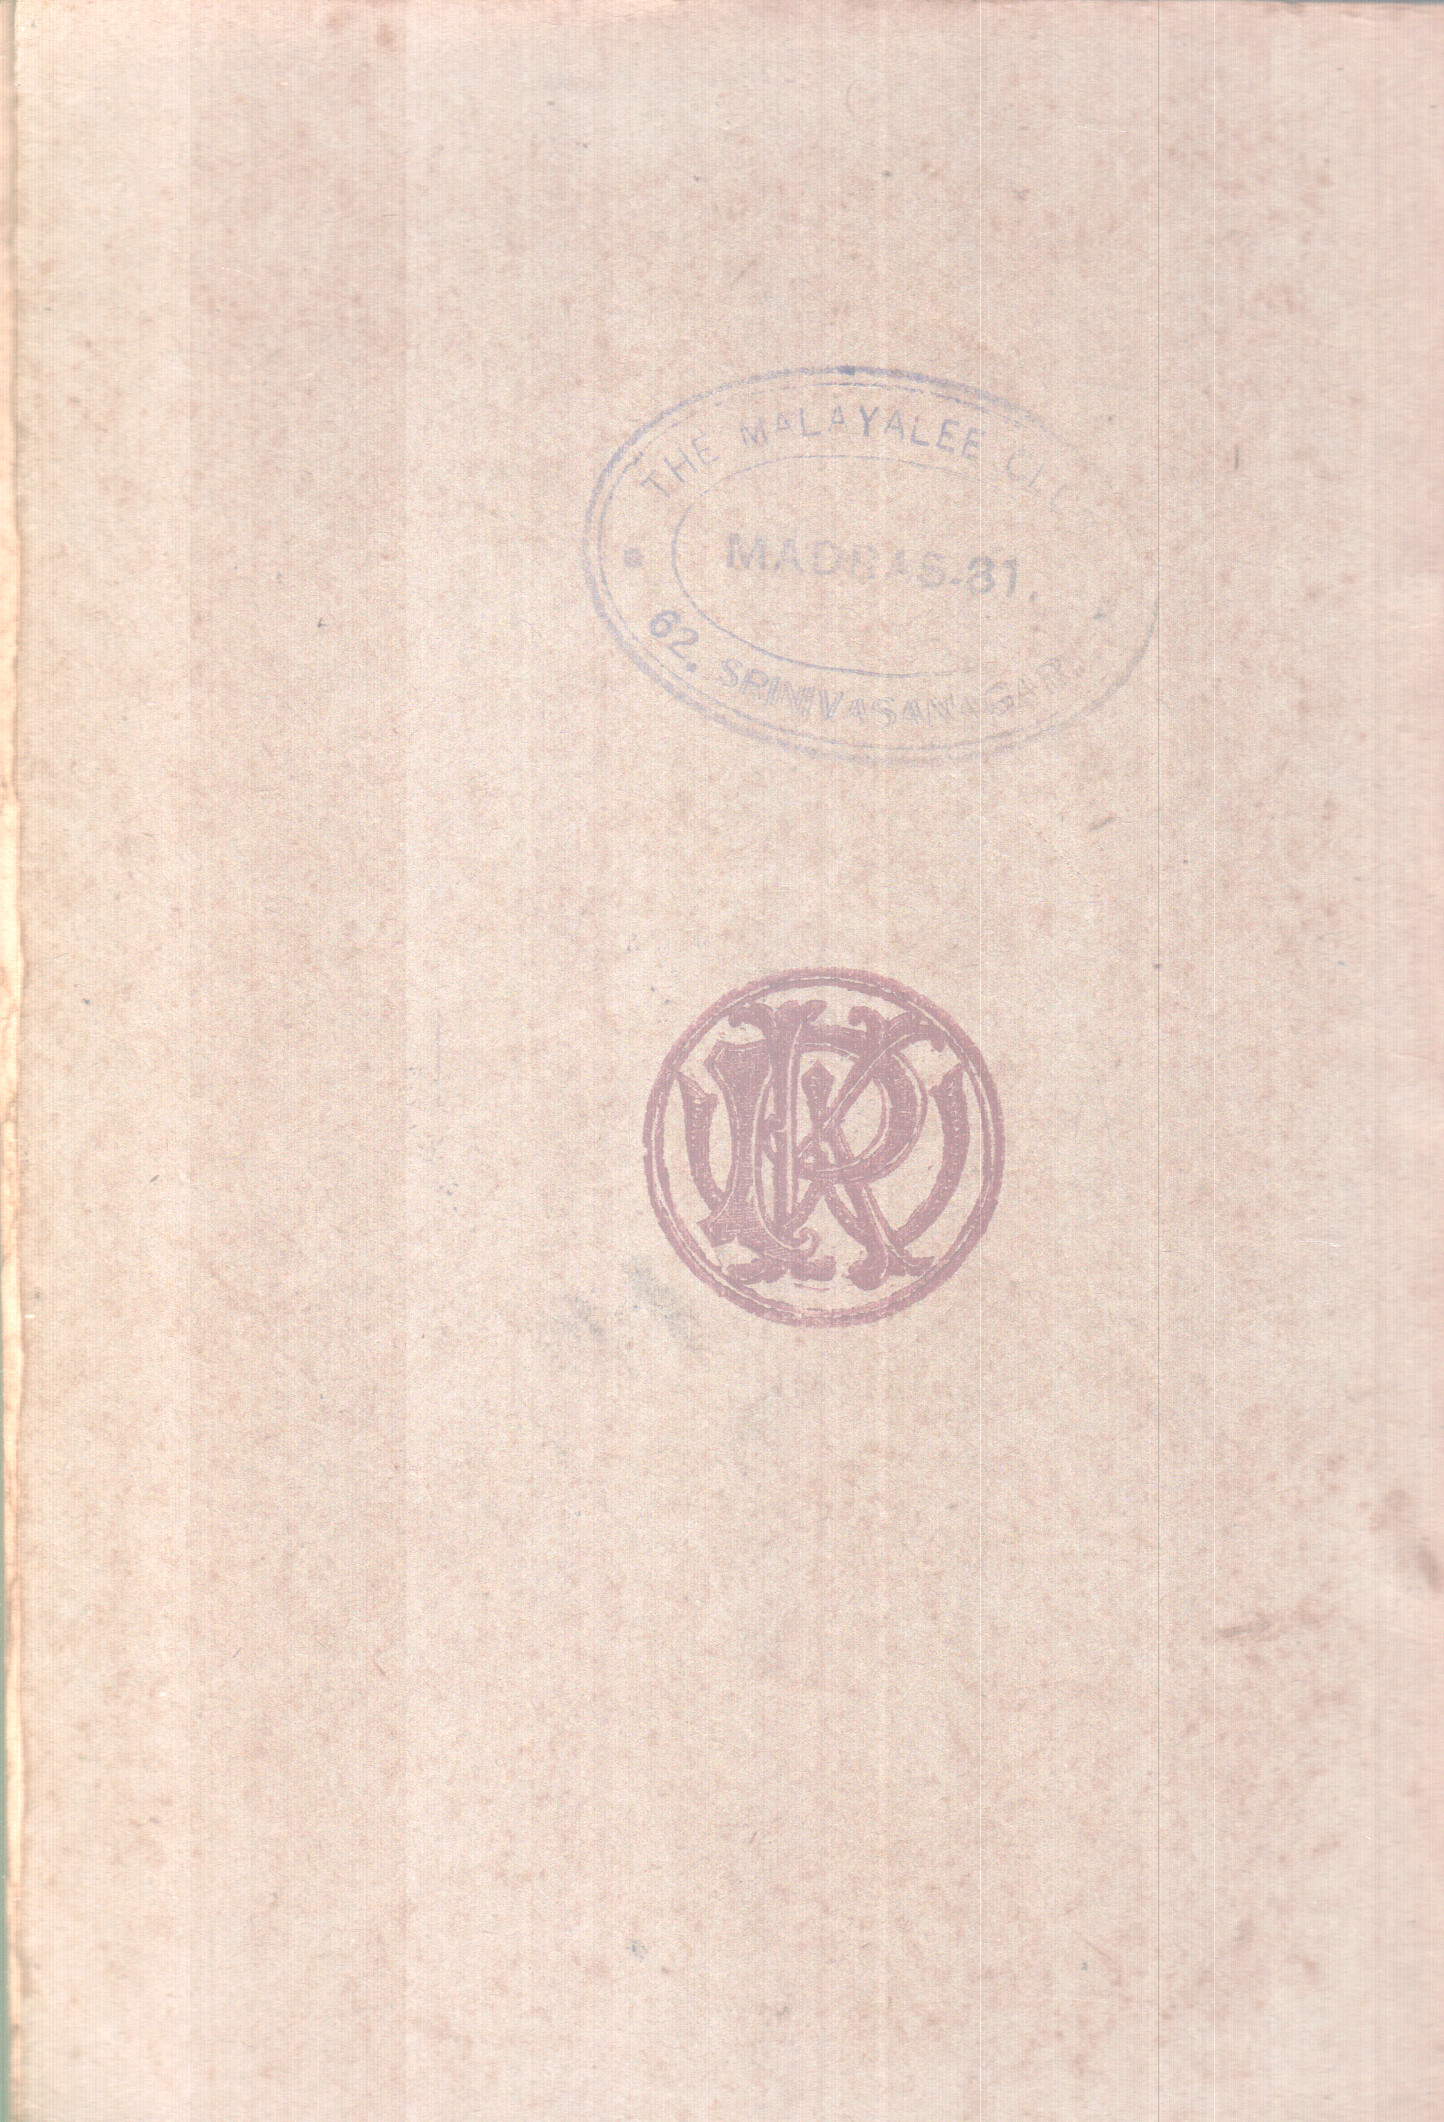 THE MALAYALEE
MADRAS-31.
62, SRINIVASANAGAR.